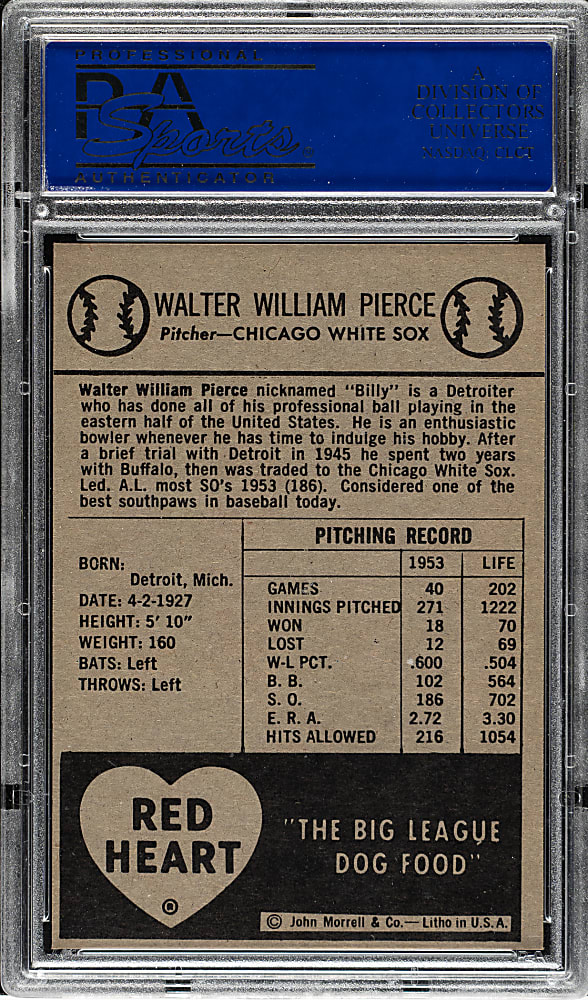 PROFESSIONAL
PSA
Sports®
AUTHENTICATOR
A
DIVISION OF
COLLECTORS
UNIVERSE
NASDAQ: CLCT
WALTER WILLIAM PIERCE
Pitcher—CHICAGO WHITE SOX
Walter William Pierce nicknamed "Billy" is a Detroiter
who has done all of his professional ball playing in the
eastern half of the United States. He is an enthusiastic
bowler whenever he has time to indulge his hobby. After
a brief trial with Detroit in 1945 he spent two years
with Buffalo, then was traded to the Chicago White Sox.
Led. A.L. most SO's 1953 (186). Considered one of the
best southpaws in baseball today.
BORN:
Detroit, Mich.
DATE: 4-2-1927
HEIGHT: 5' 10"
WEIGHT: 160
BATS: Left
THROWS: Left
PITCHING RECORD
1953 LIFE
GAMES 40 202
INNINGS PITCHED 271 1222
WON 18 70
LOST 12 69
W-L PCT. .600 .504
B. B. 102 564
S. O. 186 702
E. R. A. 2.72 3.30
HITS ALLOWED 216 1054
RED
HEART
®
"THE BIG LEAGUE
DOG FOOD"
© John Morrell & Co.—Litho in U.S.A.